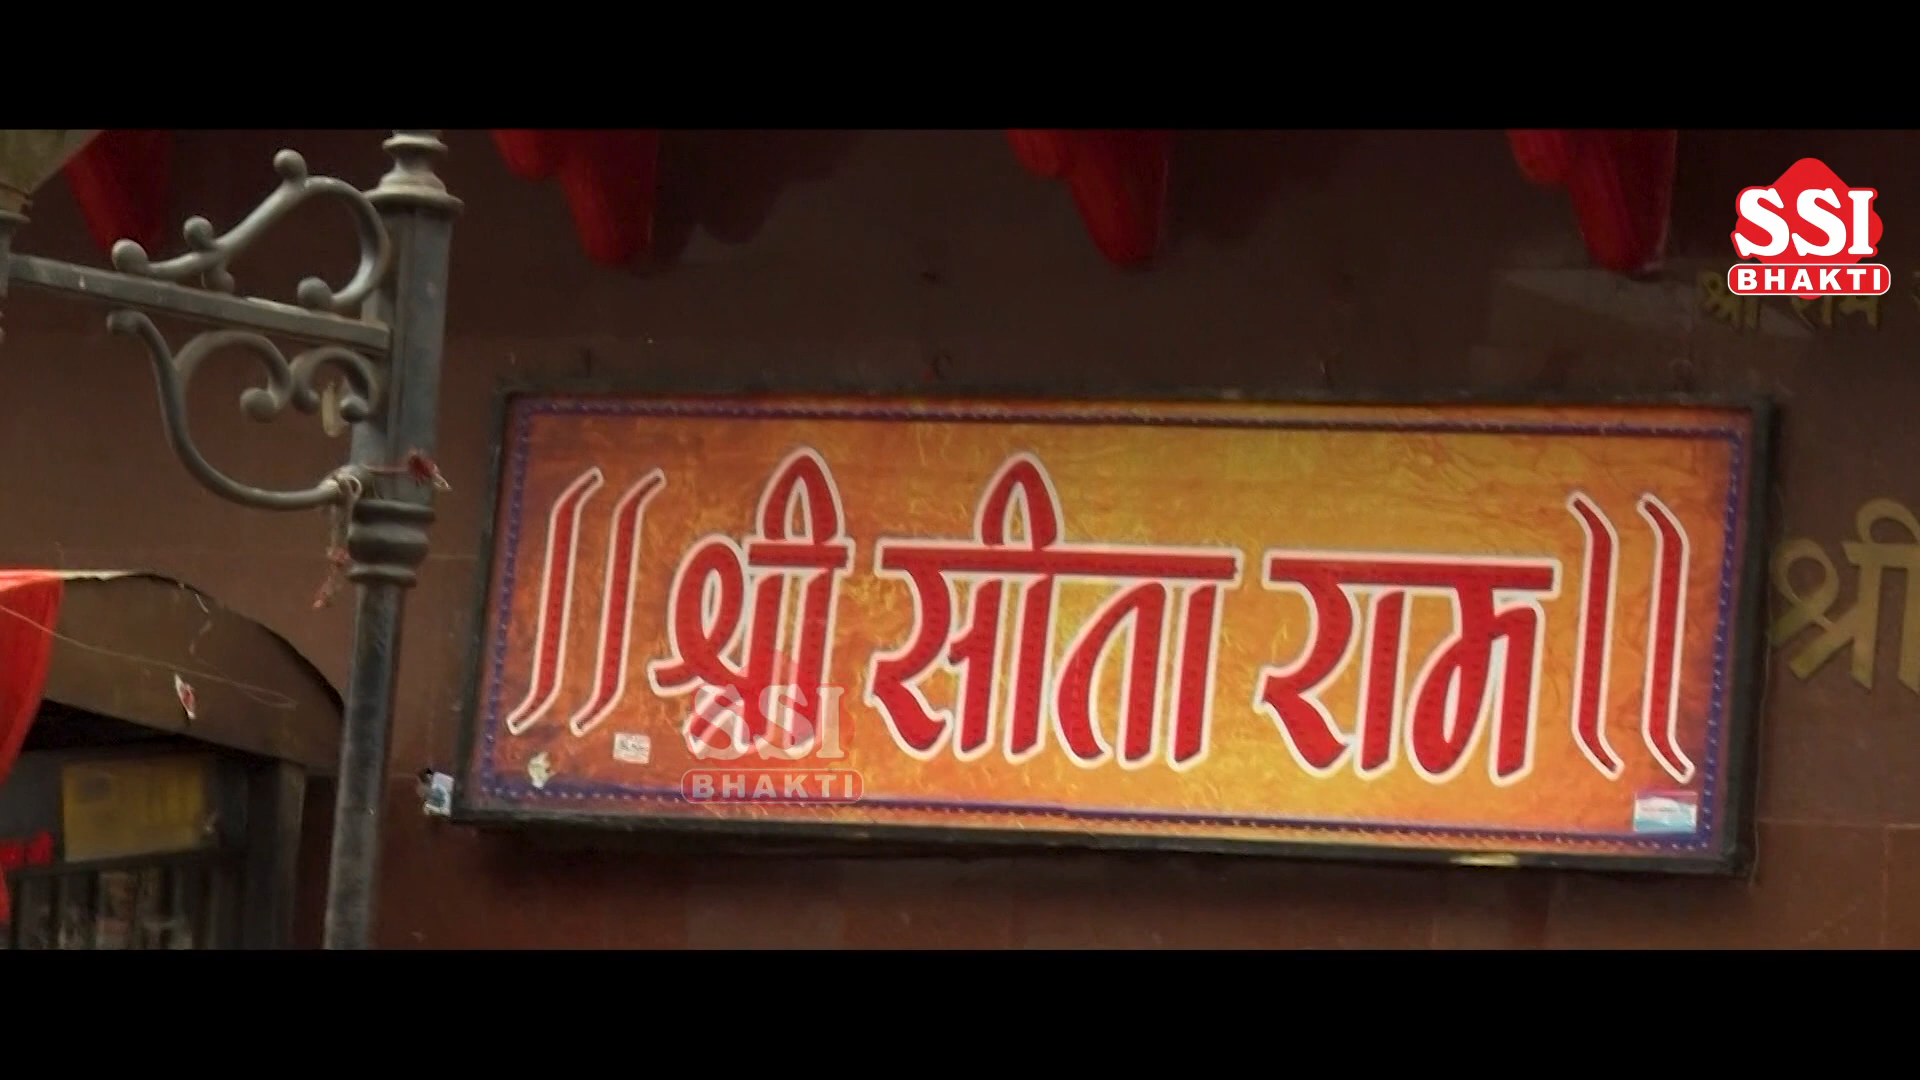 SSI
BHAKTI
श्री राम
॥ श्री सीता राम ॥
श्री
SSI
BHAKTI